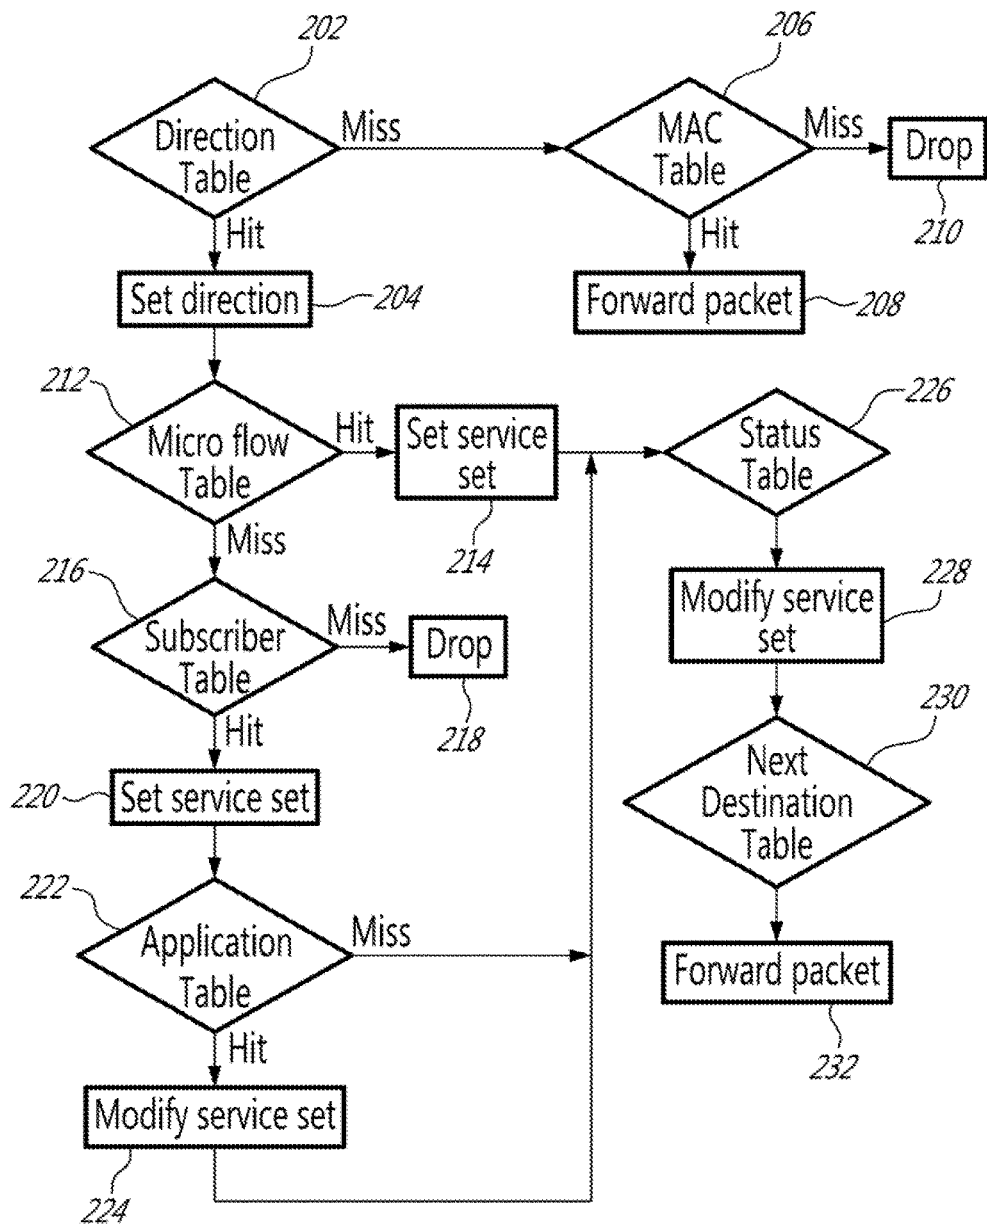 202
206
Direction
Table
Miss
MAC
Table
Miss
Drop
210
Hit
Hit
Set direction
204
Forward packet
208
212
Micro flow
Table
Hit
Set service
set
214
226
Status
Table
Miss
216
Subscriber
Table
Miss
Drop
218
Modify service
set
228
Hit
220
Set service set
230
Next
Destination
Table
222
Application
Table
Miss
Forward packet
232
Hit
Modify service set
224